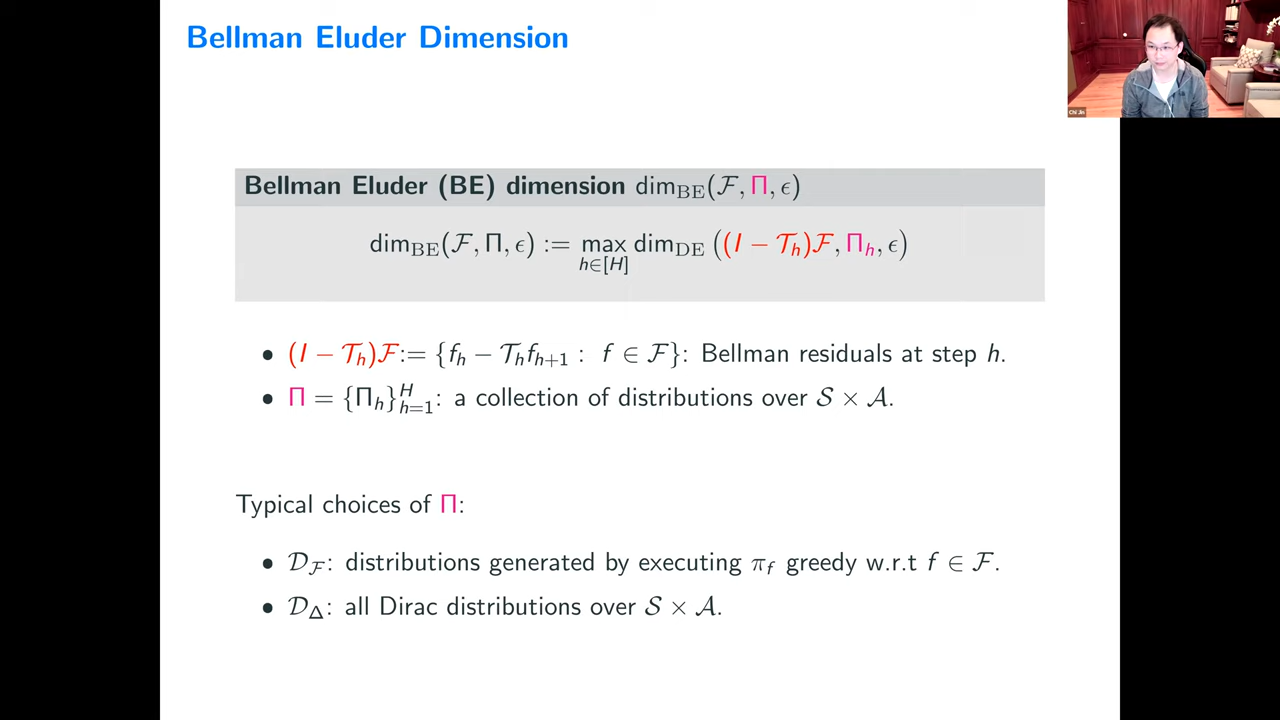 Bellman Eluder Dimension
Chi Jin
Bellman Eluder (BE) dimension dim_BE(ℱ, Π, ϵ)
dim_BE(ℱ, Π, ϵ) := max_{h∈[H]} dim_DE ((I − 𝒯_h)ℱ, Π_h, ϵ)
• (I − 𝒯_h)ℱ := {f_h − 𝒯_h f_{h+1} : f ∈ ℱ}: Bellman residuals at step h.
• Π = {Π_h}_{h=1}^H: a collection of distributions over 𝒮 × 𝒜.
Typical choices of Π:
• 𝒟_ℱ: distributions generated by executing π_f greedy w.r.t f ∈ ℱ.
• 𝒟_Δ: all Dirac distributions over 𝒮 × 𝒜.